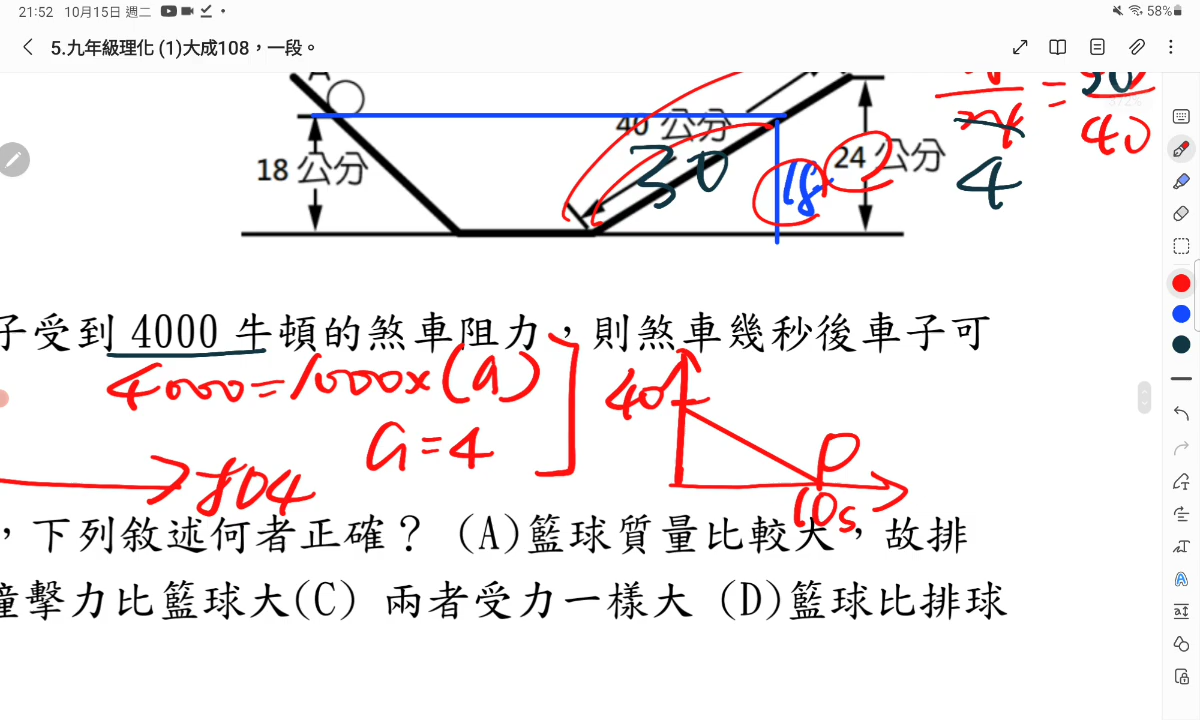 21:52 10月15日 週二 58%
5.九年級理化 (1)大成108，一段。
18 公分
40 公分
30
18
24 公分
40
4
子受到 4000 牛頓的煞車阻力，則煞車幾秒後車子可
4000=1000×(a)
a=4
40
10s
，下列敘述何者正確？ (A)籃球質量比較大，故排
撞擊力比籃球大(C) 兩者受力一樣大 (D)籃球比排球